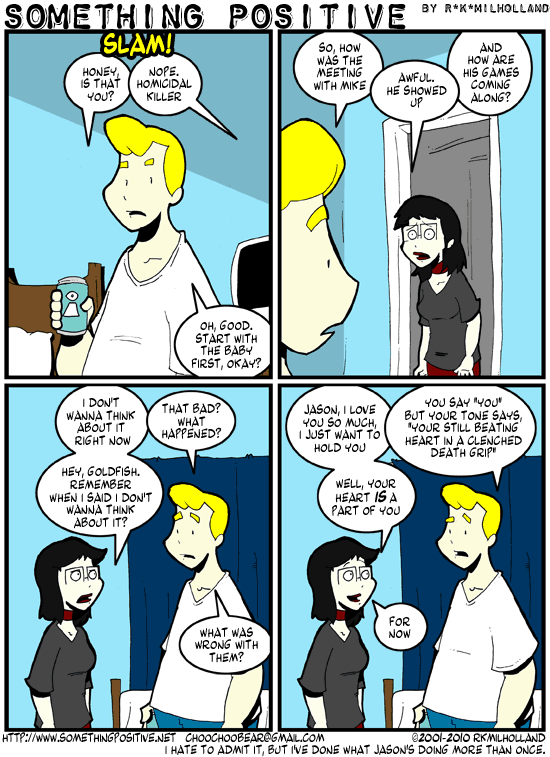 SOMETHING POSITIVE BY R*K*MILHOLLAND
SLAM!
HONEY,
IS THAT
YOU?
NOPE.
HOMICIDAL
KILLER
OH, GOOD.
START WITH
THE BABY
FIRST, OKAY?
SO, HOW
WAS THE
MEETING
WITH MIKE
AWFUL.
HE SHOWED
UP
AND
HOW ARE
HIS GAMES
COMING
ALONG?
I DON'T
WANNA THINK
ABOUT IT
RIGHT NOW
THAT BAD?
WHAT
HAPPENED?
HEY, GOLDFISH.
REMEMBER
WHEN I SAID I DON'T
WANNA THINK
ABOUT IT?
WHAT WAS
WRONG WITH
THEM?
JASON, I LOVE
YOU SO MUCH,
I JUST WANT TO
HOLD YOU
YOU SAY "YOU"
BUT YOUR TONE SAYS,
"YOUR STILL BEATING
HEART IN A CLENCHED
DEATH GRIP"
WELL, YOUR
HEART IS A
PART OF YOU
FOR
NOW
HTTP://WWW.SOMETHINGPOSITIVE.NET CHOOCHOOBEAR@GMAIL.COM ©2001-2010 RKMILHOLLAND
I HATE TO ADMIT IT, BUT I'VE DONE WHAT JASON'S DOING MORE THAN ONCE.